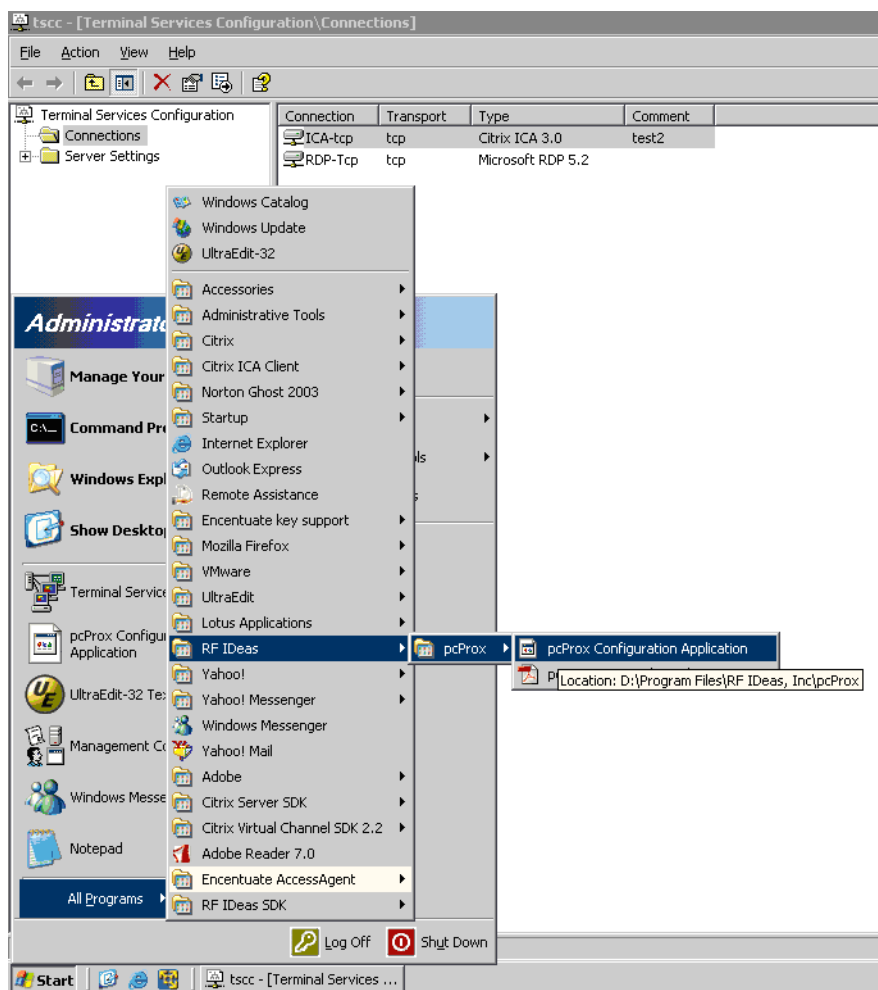 tscc - [Terminal Services Configuration\Connections]
File Action View Help
Terminal Services Configuration
Connections
Server Settings
Connection Transport Type Comment
ICA-tcp tcp Citrix ICA 3.0 test2
RDP-Tcp tcp Microsoft RDP 5.2
Windows Catalog
Windows Update
UltraEdit-32
Accessories
Administrative Tools
Citrix
Citrix ICA Client
Norton Ghost 2003
Startup
Internet Explorer
Outlook Express
Remote Assistance
Encentuate key support
Mozilla Firefox
VMware
UltraEdit
Lotus Applications
RF IDeas
Yahoo!
Yahoo! Messenger
Windows Messenger
Yahoo! Mail
Adobe
Citrix Server SDK
Citrix Virtual Channel SDK 2.2
Adobe Reader 7.0
Encentuate AccessAgent
RF IDeas SDK
pcProx
pcProx Configuration Application
Location: D:\Program Files\RF IDeas, Inc\pcProx
Administrato
Manage Your
C:\_
Command Pro
Windows Expl
Show Deskto
Terminal Service
pcProx Configur
Application
UltraEdit-32 Tex
Management Co
Windows Messe
Notepad
All Programs
Log Off Shut Down
Start tscc - [Terminal Services ...